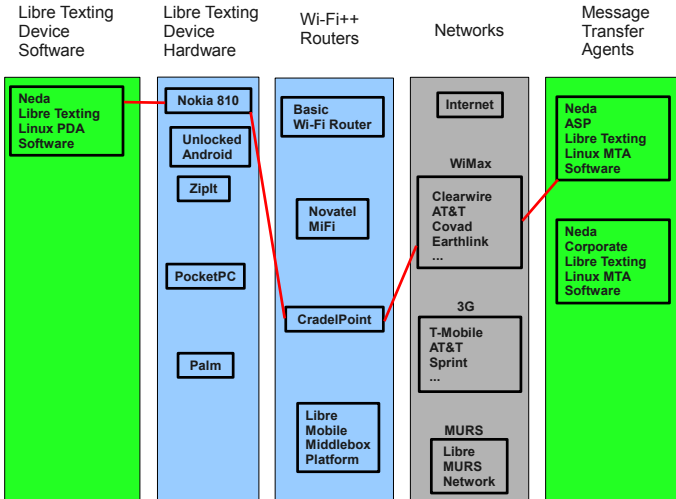 Libre Texting
Device
Software
Libre Texting
Device
Hardware
Wi-Fi++
Routers
Networks
Message
Transfer
Agents
Neda
Libre Texting
Linux PDA
Software
Nokia 810
Unlocked
Android
ZipIt
PocketPC
Palm
Basic
Wi-Fi Router
Novatel
MiFi
CradelPoint
Libre
Mobile
Middlebox
Platform
Internet
WiMax
Clearwire
AT&T
Covad
Earthlink
...
3G
T-Mobile
AT&T
Sprint
...
MURS
Libre
MURS
Network
Neda
ASP
Libre Texting
Linux MTA
Software
Neda
Corporate
Libre Texting
Linux MTA
Software